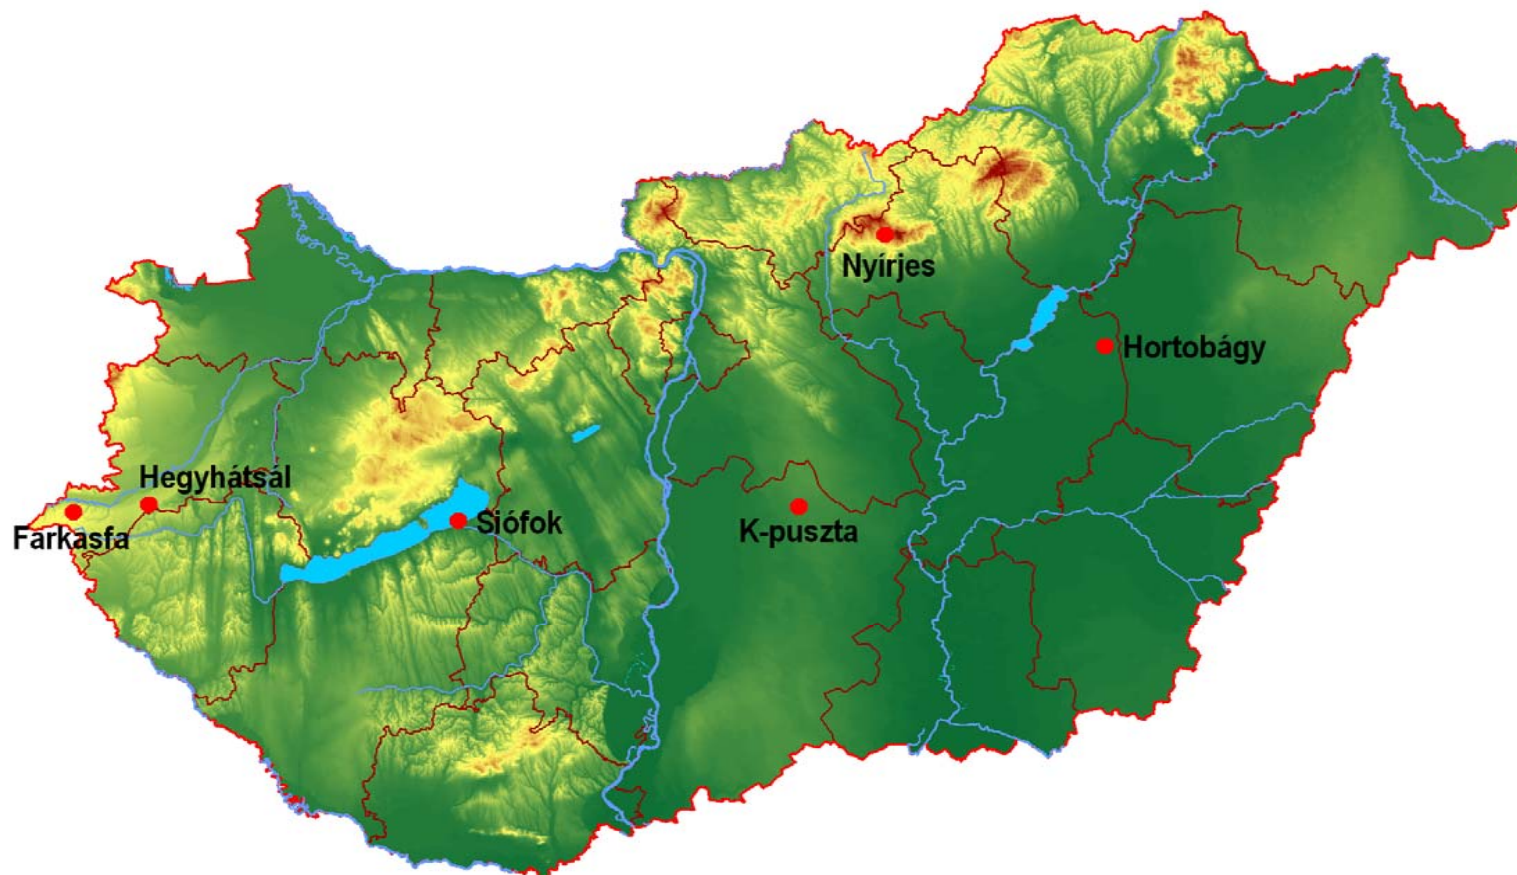 Nyírjes
Hortobágy
Hegyhátsál
Farkasfa
Siófok
K-puszta